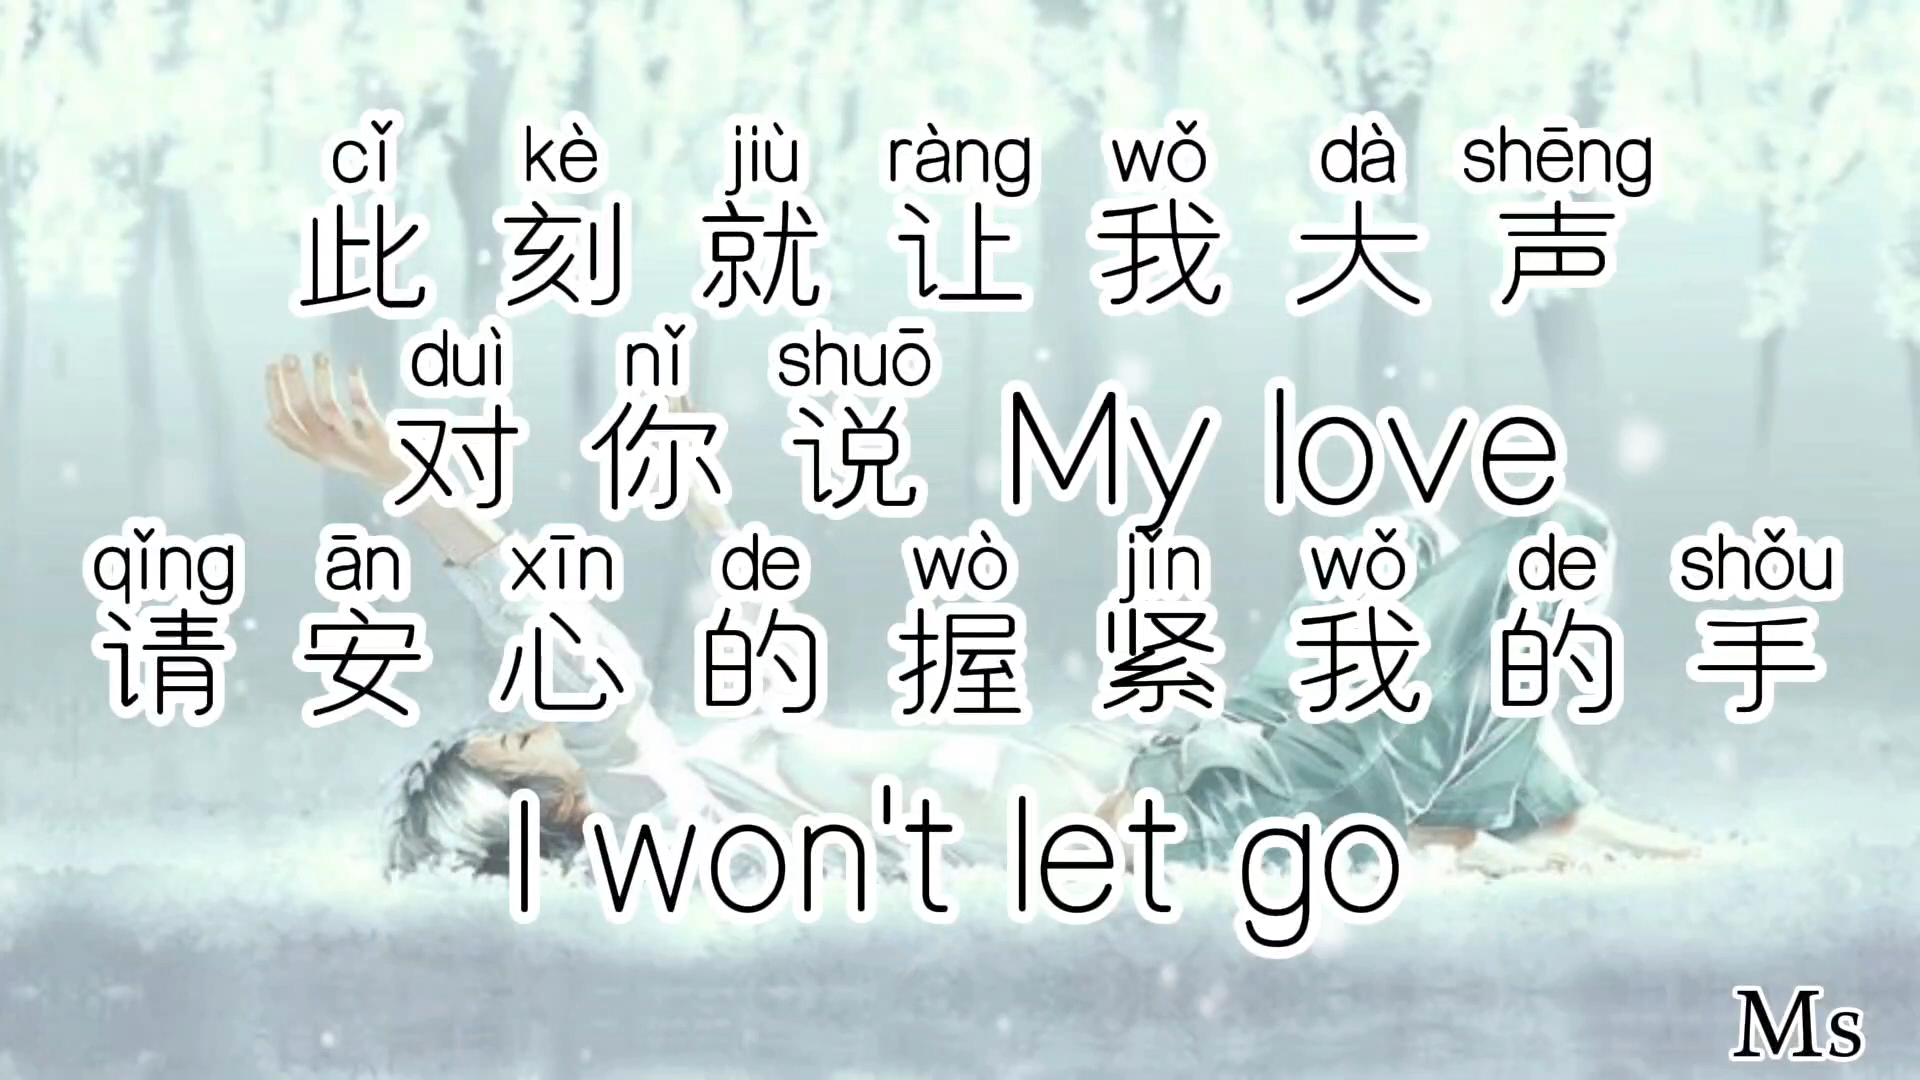 cǐ kè jiù ràng wǒ dà shēng
此刻就让我大声
duì nǐ shuō
对你说 My love
qǐng ān xīn de wò jǐn wǒ de shǒu
请安心的握紧我的手
I won't let go
Ms